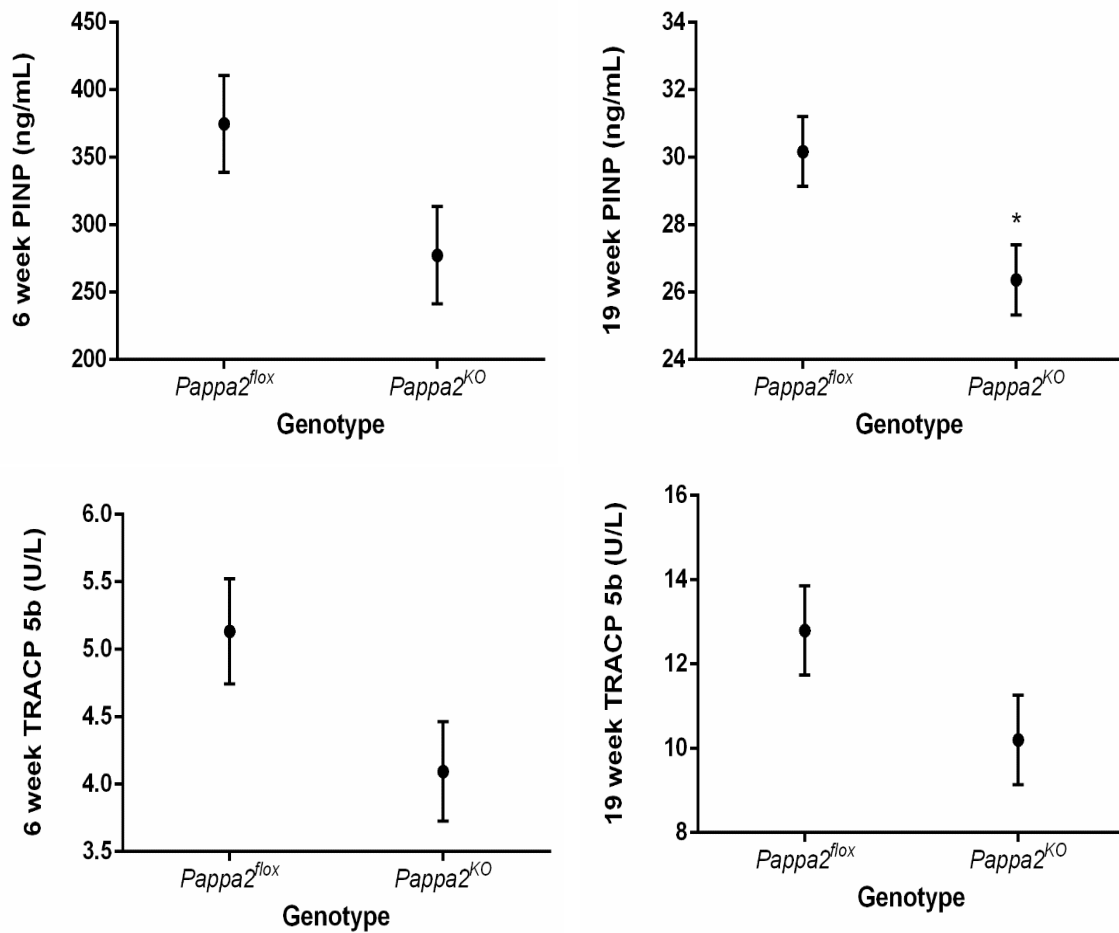 6 week PINP (ng/mL)
450
400
350
300
250
200
Pappa2flox Pappa2KO
Genotype
19 week PINP (ng/mL)
34
32
30
28
26
24
*
Pappa2flox Pappa2KO
Genotype
6 week TRACP 5b (U/L)
6.0
5.5
5.0
4.5
4.0
3.5
Pappa2flox Pappa2KO
Genotype
19 week TRACP 5b (U/L)
16
14
12
10
8
Pappa2flox Pappa2KO
Genotype